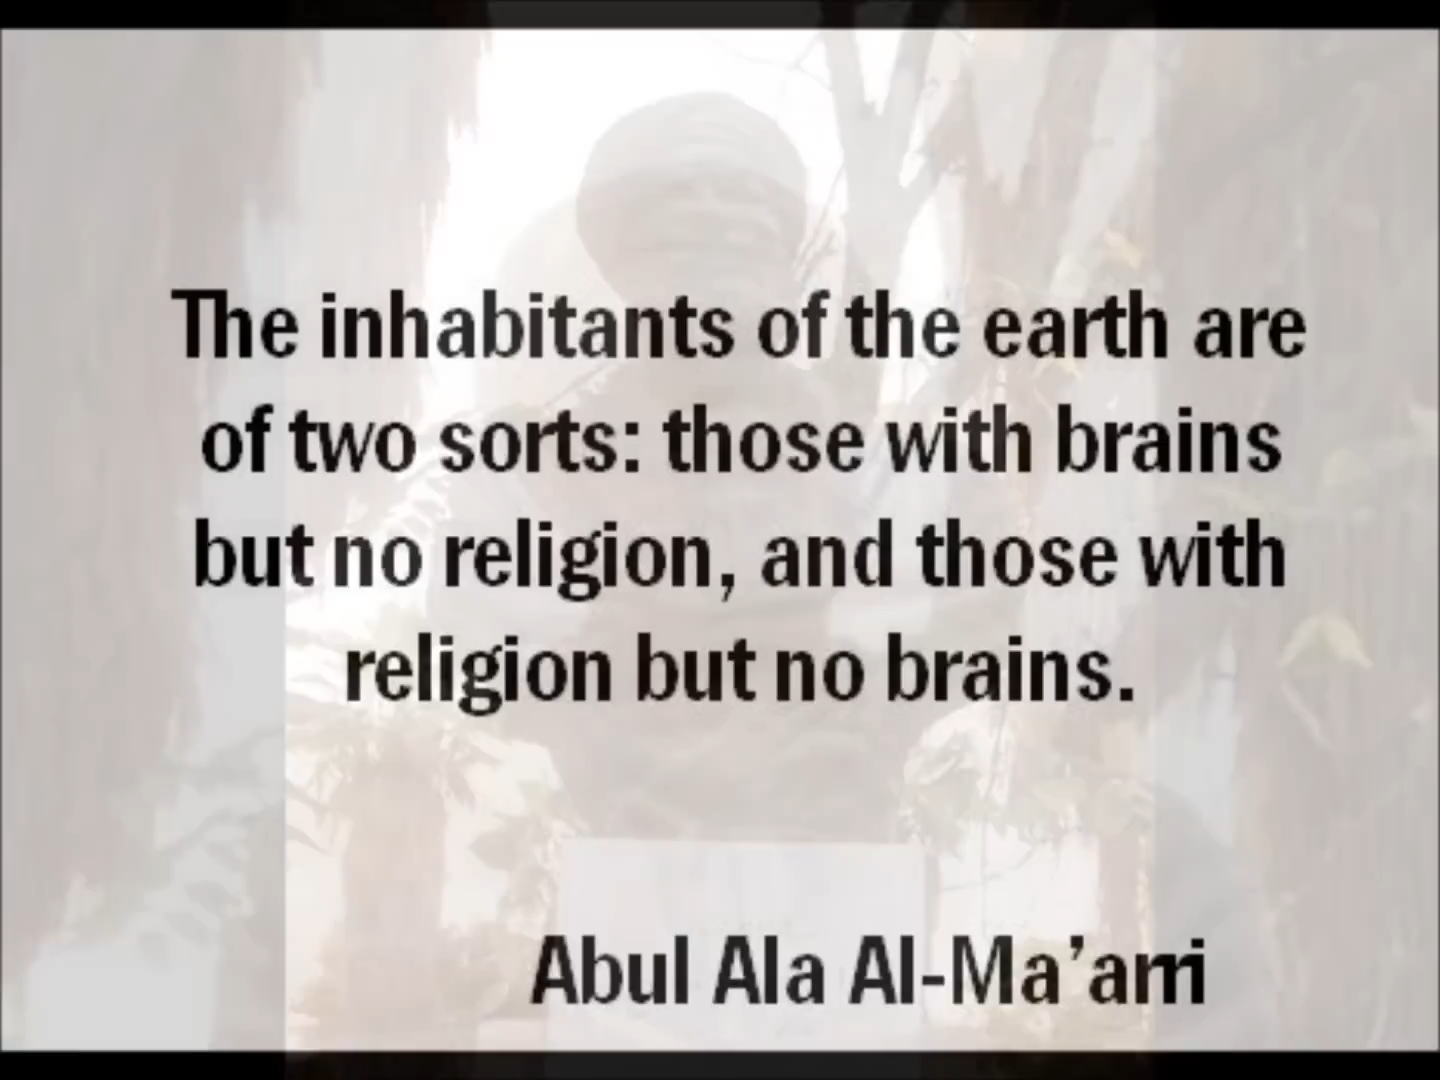 The inhabitants of the earth are
of two sorts: those with brains
but no religion, and those with
religion but no brains.
Abul Ala Al-Ma’arri